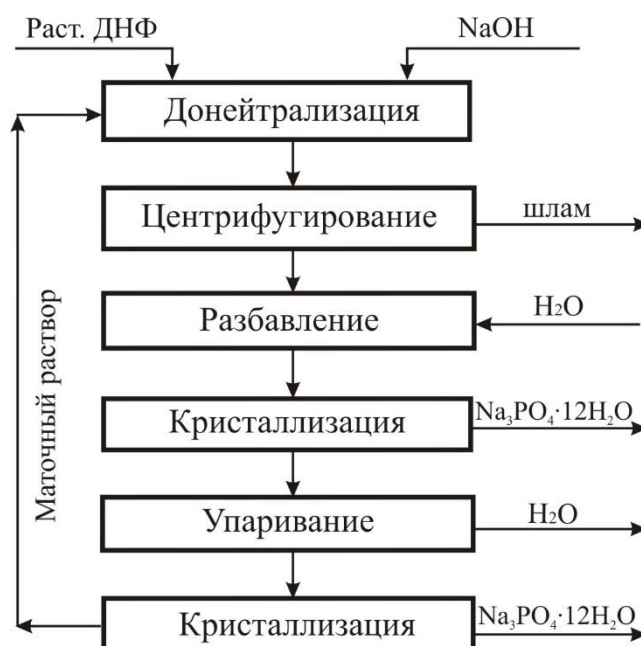 Раст. ДНФ
NaOH
Донейтрализация
Центрифугирование
шлам
Разбавление
H₂O
Кристаллизация
Na₃PO₄·12H₂O
Упаривание
H₂O
Кристаллизация
Na₃PO₄·12H₂O
Маточный раствор